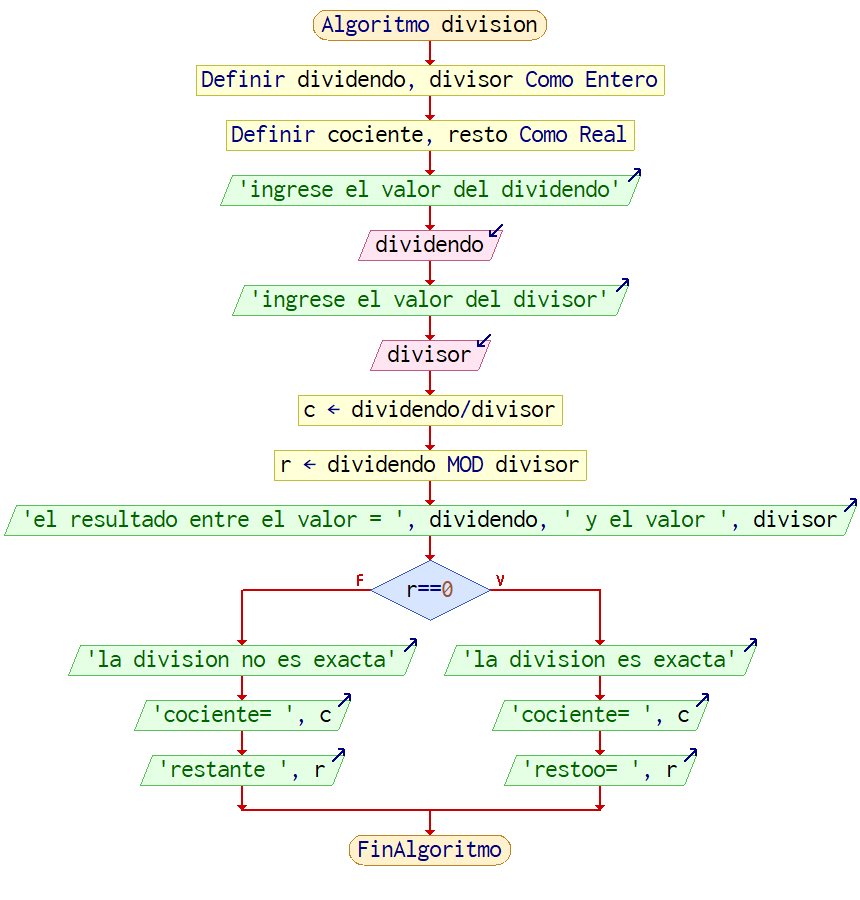 Algoritmo division
Definir dividendo, divisor Como Entero
Definir cociente, resto Como Real
'ingrese el valor del dividendo'
dividendo
'ingrese el valor del divisor'
divisor
c ← dividendo/divisor
r ← dividendo MOD divisor
'el resultado entre el valor = ', dividendo, ' y el valor ', divisor
F
r==0
V
'la division no es exacta'
'cociente= ', c
'restante ', r
'la division es exacta'
'cociente= ', c
'restoo= ', r
FinAlgoritmo